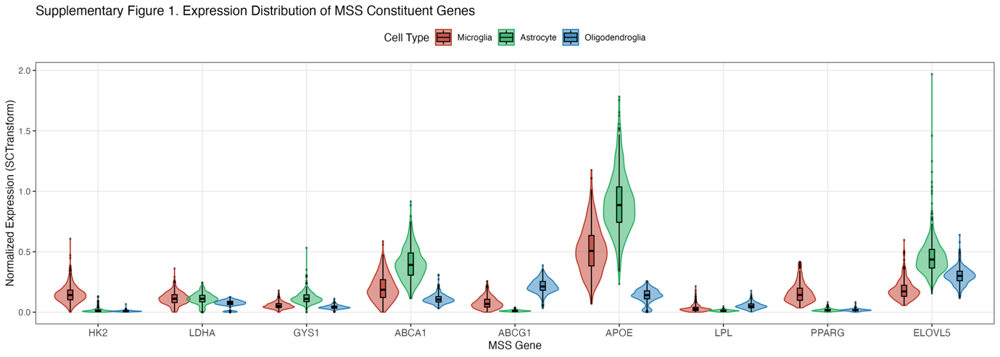 Supplementary Figure 1. Expression Distribution of MSS Constituent Genes
Cell Type Microglia Astrocyte Oligodendroglia
Normalized Expression (SCTransform)
2.0
1.5
1.0
0.5
0.0
HK2 LDHA GYS1 ABCA1 ABCG1 APOE LPL PPARG ELOVL5
MSS Gene